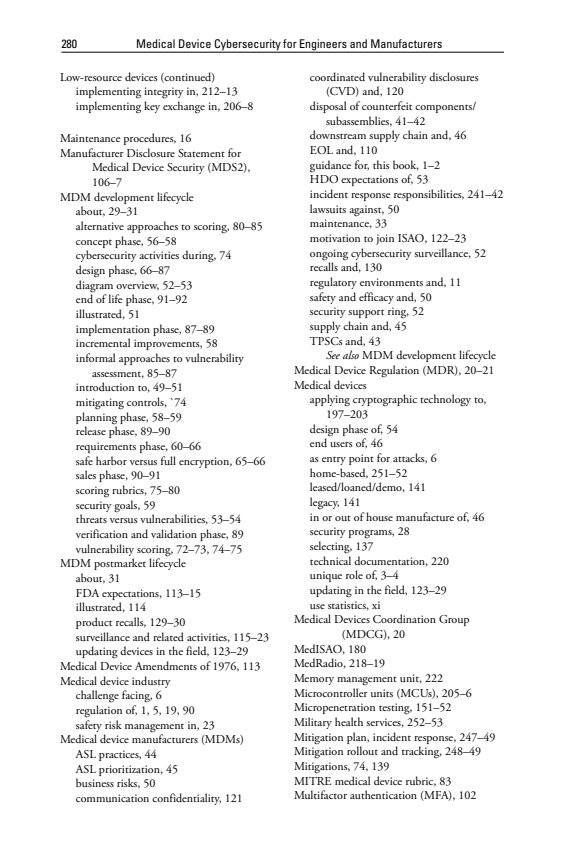 280 Medical Device Cybersecurity for Engineers and Manufacturers
Low-resource devices (continued)
implementing integrity in, 212–13
implementing key exchange in, 206–8
Maintenance procedures, 16
Manufacturer Disclosure Statement for
Medical Device Security (MDS2),
106–7
MDM development lifecycle
about, 29–31
alternative approaches to scoring, 80–85
concept phase, 56–58
cybersecurity activities during, 74
design phase, 66–87
diagram overview, 52–53
end of life phase, 91–92
illustrated, 51
implementation phase, 87–89
incremental improvements, 58
informal approaches to vulnerability
assessment, 85–87
introduction to, 49–51
mitigating controls, `74
planning phase, 58–59
release phase, 89–90
requirements phase, 60–66
safe harbor versus full encryption, 65–66
sales phase, 90–91
scoring rubrics, 75–80
security goals, 59
threats versus vulnerabilities, 53–54
verification and validation phase, 89
vulnerability scoring, 72–73, 74–75
MDM postmarket lifecycle
about, 31
FDA expectations, 113–15
illustrated, 114
product recalls, 129–30
surveillance and related activities, 115–23
updating devices in the field, 123–29
Medical Device Amendments of 1976, 113
Medical device industry
challenge facing, 6
regulation of, 1, 5, 19, 90
safety risk management in, 23
Medical device manufacturers (MDMs)
ASL practices, 44
ASL prioritization, 45
business risks, 50
communication confidentiality, 121
coordinated vulnerability disclosures
(CVD) and, 120
disposal of counterfeit components/
subassemblies, 41–42
downstream supply chain and, 46
EOL and, 110
guidance for, this book, 1–2
HDO expectations of, 53
incident response responsibilities, 241–42
lawsuits against, 50
maintenance, 33
motivation to join ISAO, 122–23
ongoing cybersecurity surveillance, 52
recalls and, 130
regulatory environments and, 11
safety and efficacy and, 50
security support ring, 52
supply chain and, 45
TPSCs and, 43
See also MDM development lifecycle
Medical Device Regulation (MDR), 20–21
Medical devices
applying cryptographic technology to,
197–203
design phase of, 54
end users of, 46
as entry point for attacks, 6
home-based, 251–52
leased/loaned/demo, 141
legacy, 141
in or out of house manufacture of, 46
security programs, 28
selecting, 137
technical documentation, 220
unique role of, 3–4
updating in the field, 123–29
use statistics, xi
Medical Devices Coordination Group
(MDCG), 20
MedISAO, 180
MedRadio, 218–19
Memory management unit, 222
Microcontroller units (MCUs), 205–6
Micropenetration testing, 151–52
Military health services, 252–53
Mitigation plan, incident response, 247–49
Mitigation rollout and tracking, 248–49
Mitigations, 74, 139
MITRE medical device rubric, 83
Multifactor authentication (MFA), 102